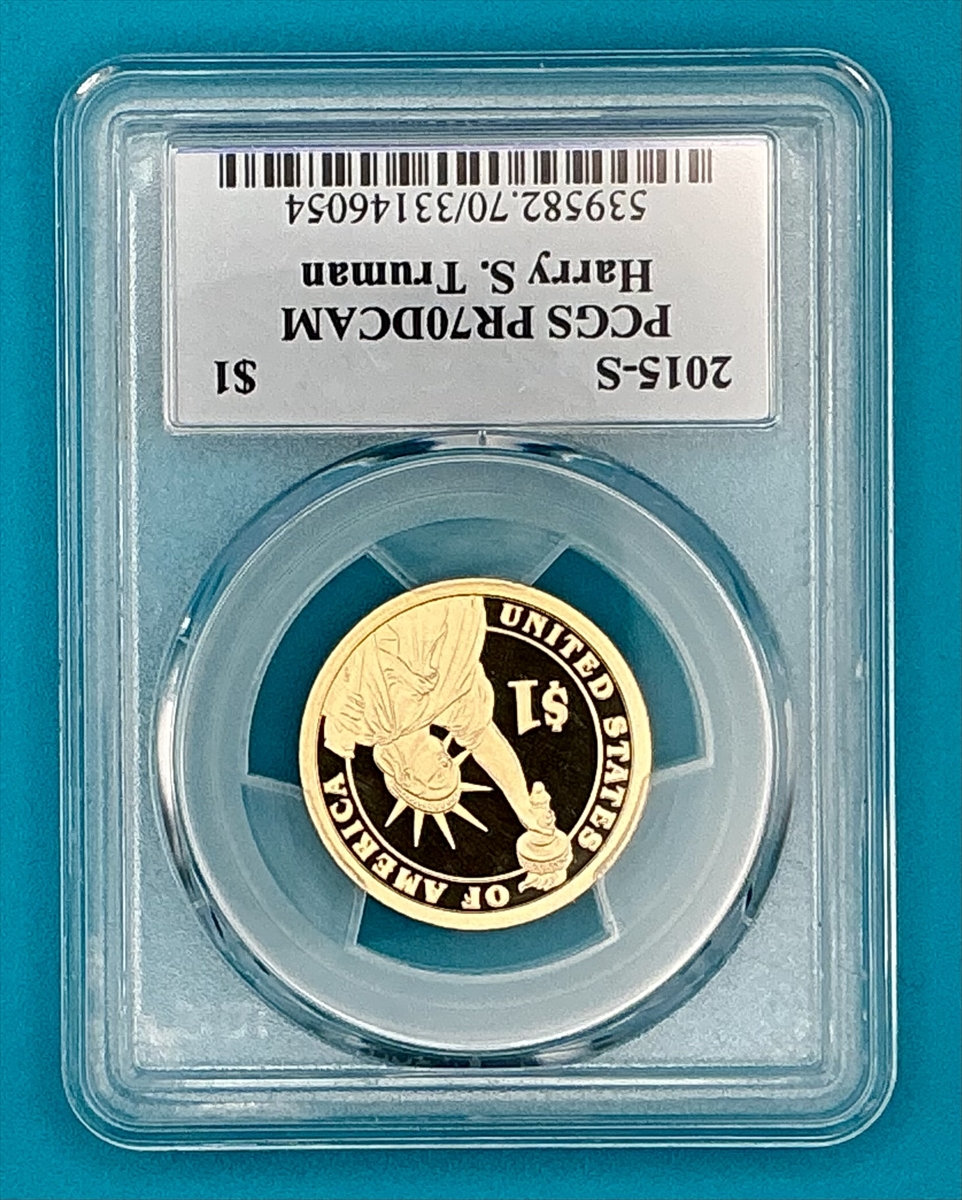 2015-S $1
PCGS PR70DCAM
Harry S. Truman
539582.70/33146054
UNITED STATES OF AMERICA
$1